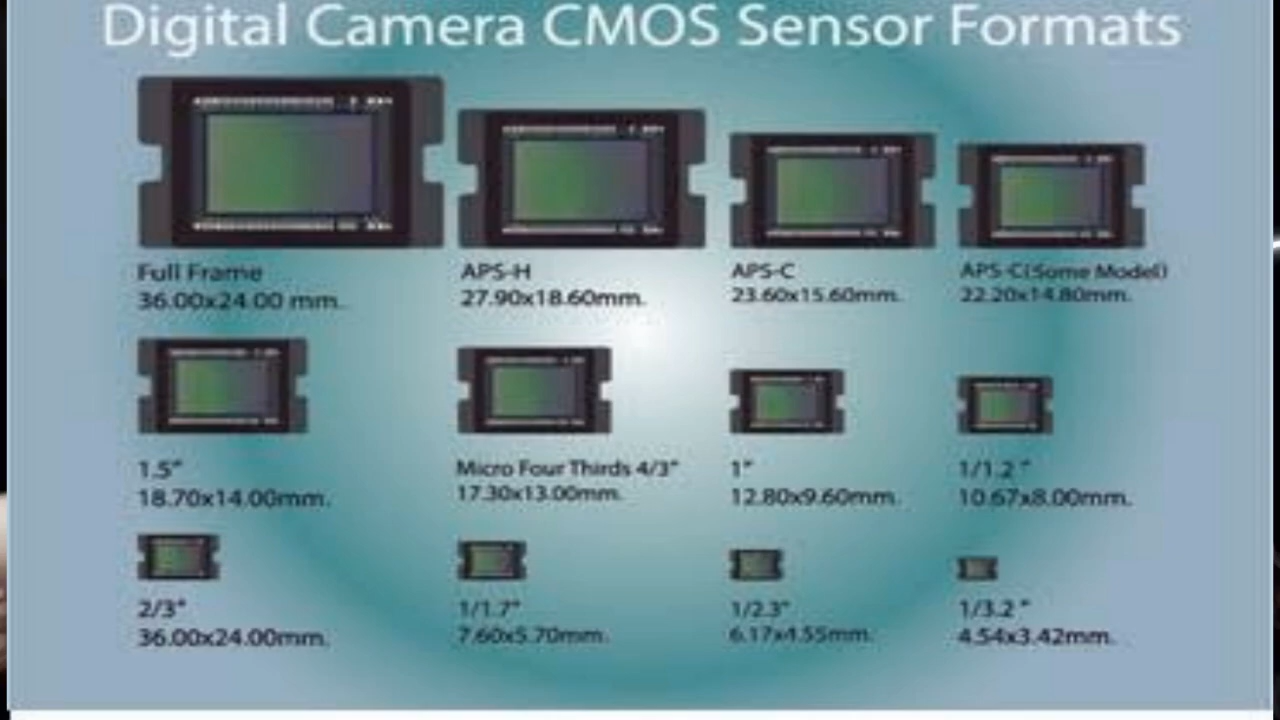 Digital Camera CMOS Sensor Formats
Full Frame
36.00x24.00 mm.
APS-H
27.90x18.60mm.
APS-C
23.60x15.60mm.
APS-C(Some Model)
22.20x14.80mm.
1.5"
18.70x14.00mm.
Micro Four Thirds 4/3"
17.30x13.00mm.
1"
12.80x9.60mm.
1/1.2 "
10.67x8.00mm.
2/3"
36.00x24.00mm.
1/1.7"
7.60x5.70mm.
1/2.3"
6.17x4.55mm.
1/3.2 "
4.54x3.42mm.